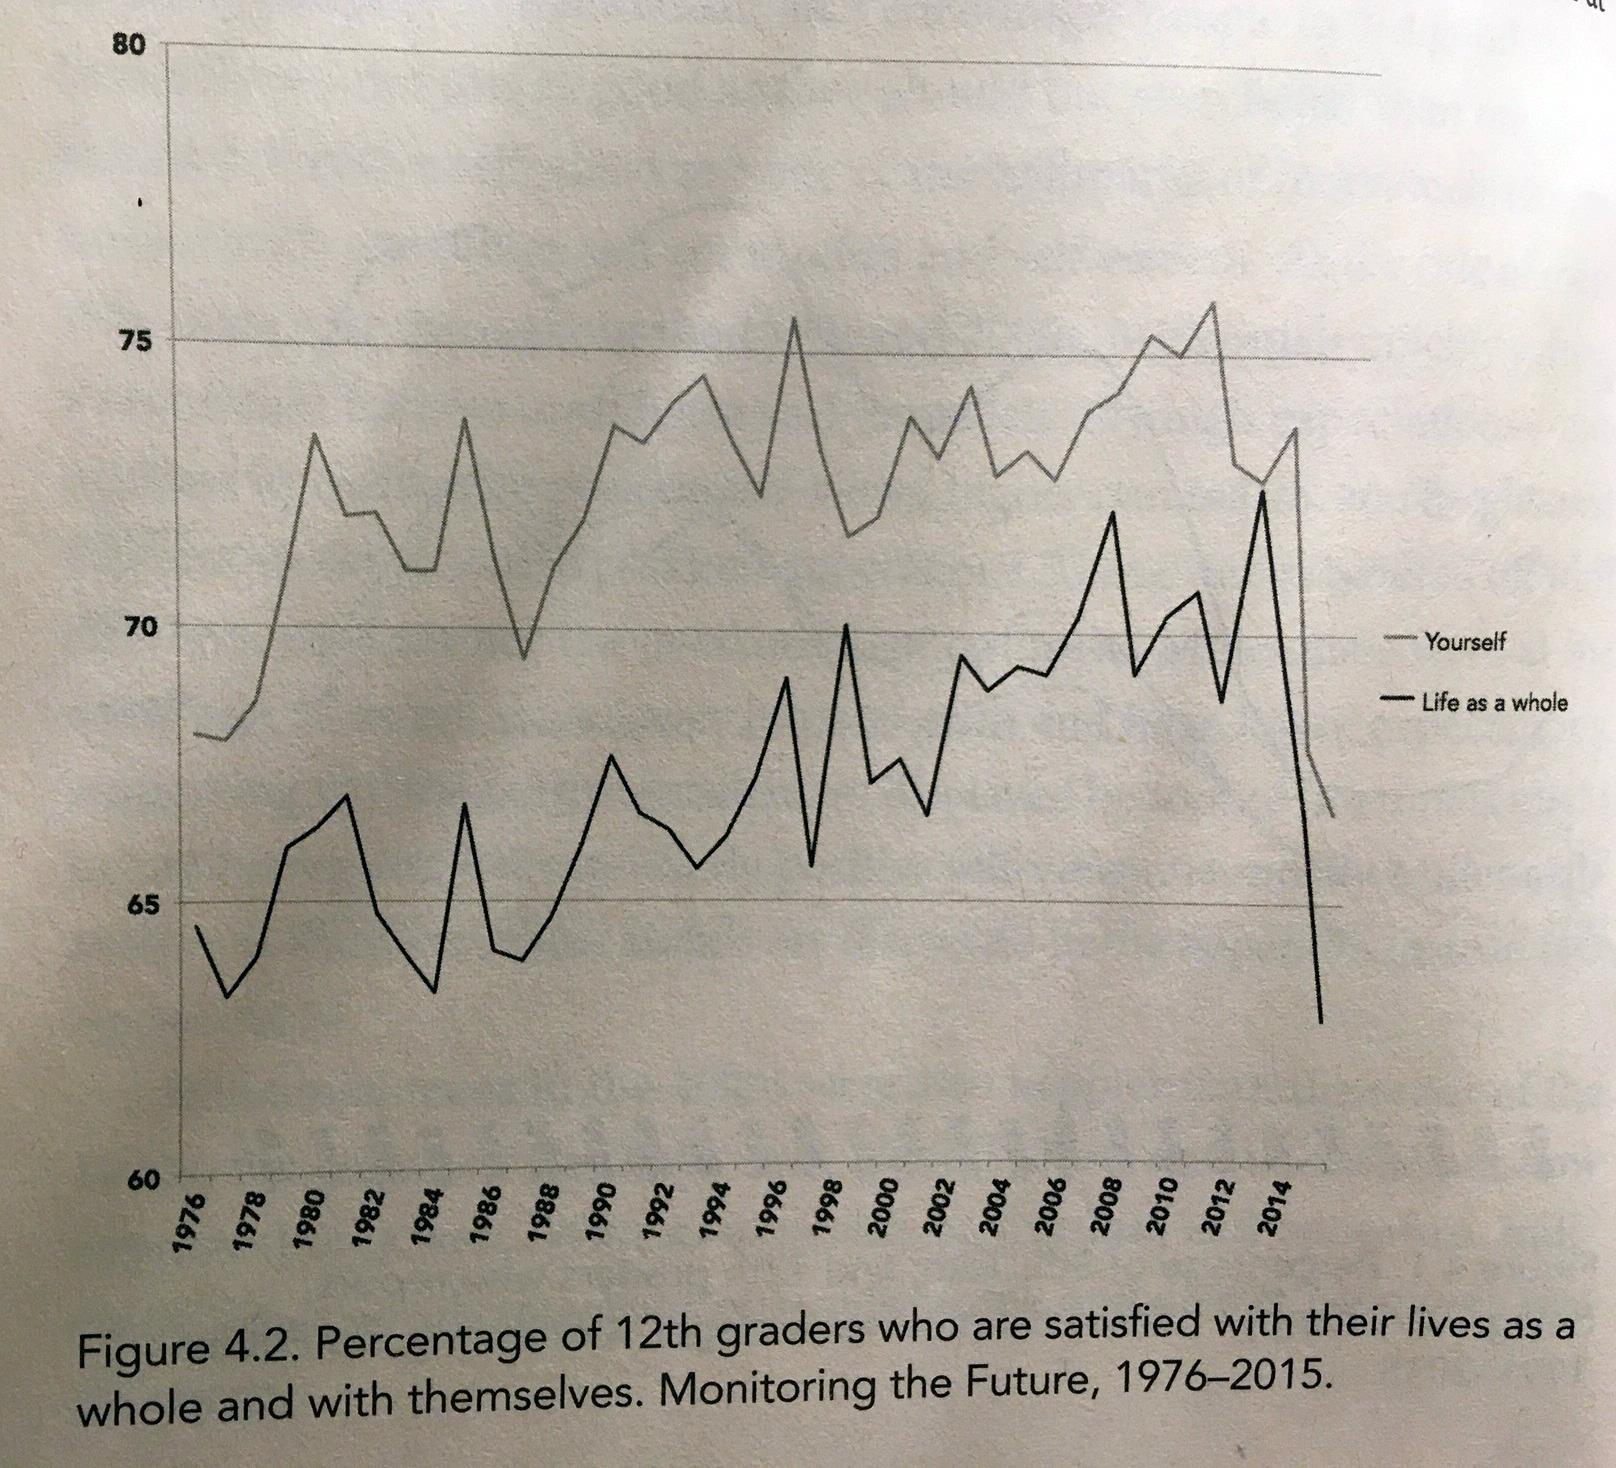 80
75
70
65
60
Yourself
Life as a whole
1976 1978 1980 1982 1984 1986 1988 1990 1992 1994 1996 1998 2000 2002 2004 2006 2008 2010 2012 2014
Figure 4.2. Percentage of 12th graders who are satisfied with their lives as a
whole and with themselves. Monitoring the Future, 1976–2015.